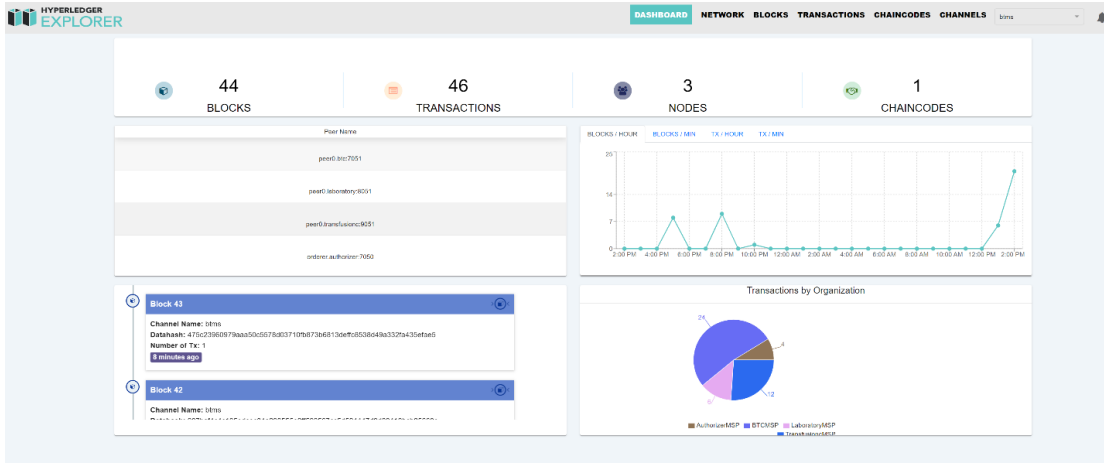 HYPERLEDGER
EXPLORER
DASHBOARD NETWORK BLOCKS TRANSACTIONS CHAINCODES CHANNELS btms
44
BLOCKS
46
TRANSACTIONS
3
NODES
1
CHAINCODES
Peer Name
peer0.btc:7051
peer0.laboratory:8051
peer0.transfusionc:9051
orderer.authorizer:7050
BLOCKS / HOUR BLOCKS / MIN TX / HOUR TX / MIN
25
14
7
0
2:00 PM 4:00 PM 6:00 PM 8:00 PM 10:00 PM 12:00 AM 2:00 AM 4:00 AM 6:00 AM 8:00 AM 10:00 AM 12:00 PM 2:00 PM
Block 43
Channel Name: btms
Datahash:
Number of Tx: 1
8 minutes ago
Block 42
Channel Name: btms
Transactions by Organization
24
4
12
AuthorizerMSP BTCMSP LaboratoryMSP
TransfusioncMSP